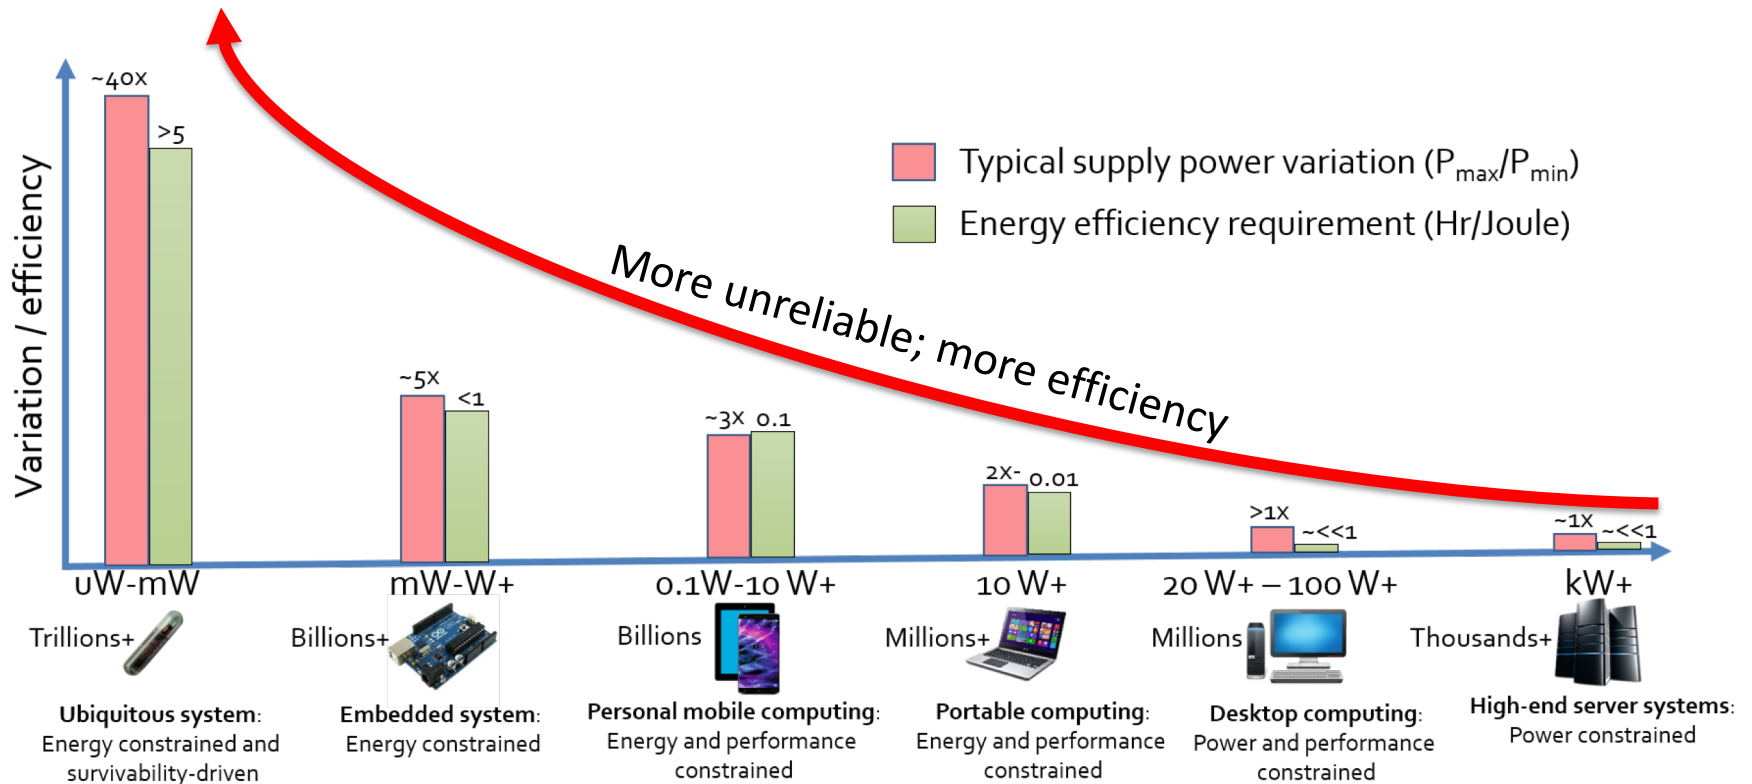 ~40x
>5
Variation / efficiency
Typical supply power variation (Pmax/Pmin)
Energy efficiency requirement (Hr/Joule)
More unreliable; more efficiency
~5x
<1
~3x
0.1
2x-
0.01
>1x
~<<1
~1x
~<<1
uW-mW
mW-W+
0.1W-10 W+
10 W+
20 W+ – 100 W+
kW+
Trillions+
Billions+
Billions
Millions+
Millions
Thousands+
Ubiquitous system:
Energy constrained and
survivability-driven
Embedded system:
Energy constrained
Personal mobile computing:
Energy and performance
constrained
Portable computing:
Energy and performance
constrained
Desktop computing:
Power and performance
constrained
High-end server systems:
Power constrained